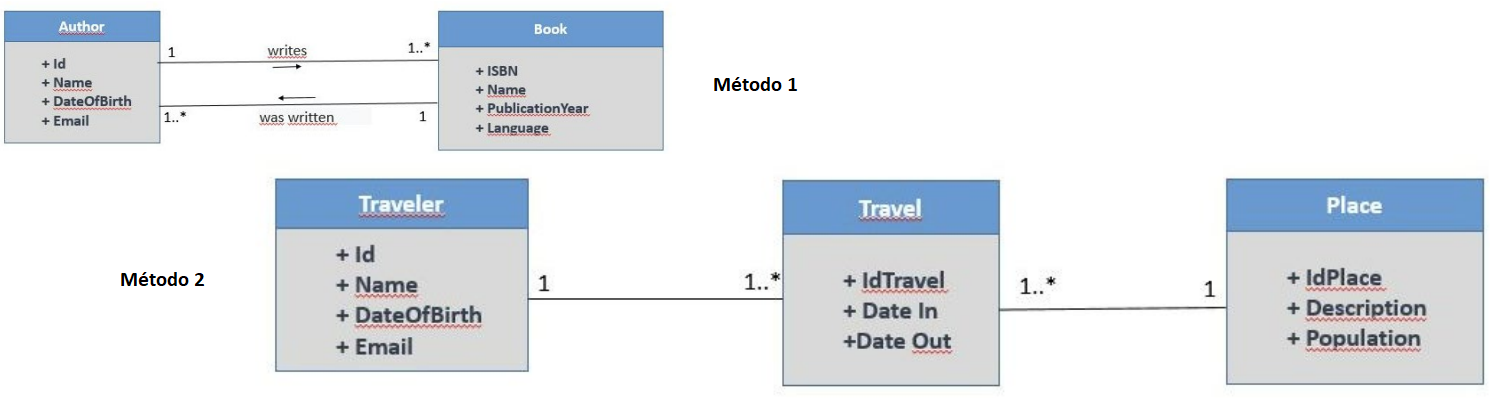 Author
+ Id
+ Name
+ DateOfBirth
+ Email
1
writes
1..*
1..*
was written
1
Book
+ ISBN
+ Name
+ PublicationYear
+ Language
Método 1
Método 2
Traveler
+ Id
+ Name
+ DateOfBirth
+ Email
1
1..*
Travel
+ IdTravel
+ Date In
+Date Out
1..*
1
Place
+ IdPlace
+ Description
+ Population